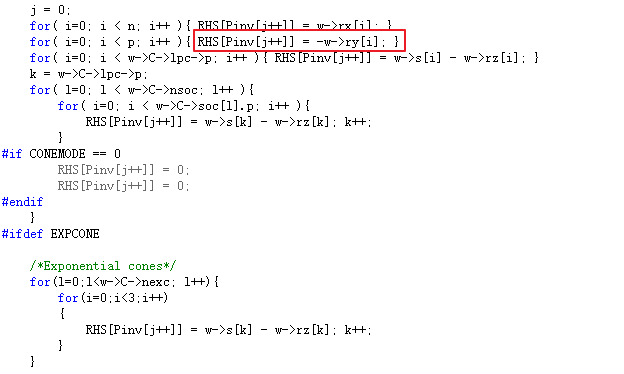 j = 0;
for( i=0; i < n; i++ ){ RHS[Pinv[j++]] = w->rx[i]; }
for( i=0; i < p; i++ ){ RHS[Pinv[j++]] = -w->ry[i]; }
for( i=0; i < w->C->lpc->p; i++ ){ RHS[Pinv[j++]] = w->s[i] - w->rz[i]; }
k = w->C->lpc->p;
for( l=0; l < w->C->nsoc; l++ ){
for( i=0; i < w->C->soc[l].p; i++ ){
RHS[Pinv[j++]] = w->s[k] - w->rz[k]; k++;
}
#if CONEMODE == 0
RHS[Pinv[j++]] = 0;
RHS[Pinv[j++]] = 0;
#endif
}
#ifdef EXPCONE
/*Exponential cones*/
for(l=0;l<w->C->nexc; l++){
for(i=0;i<3;i++)
{
RHS[Pinv[j++]] = w->s[k] - w->rz[k]; k++;
}
}